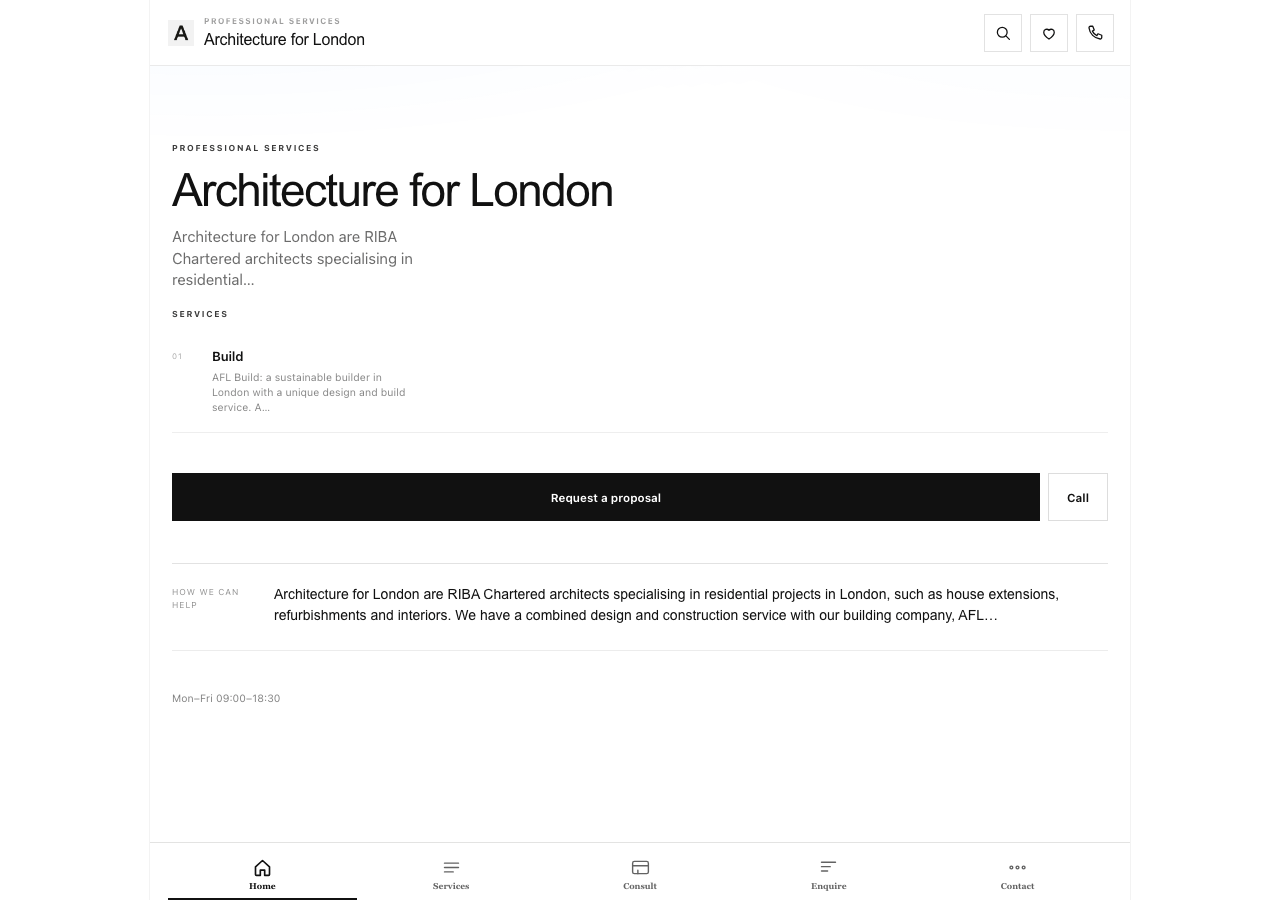 A
PROFESSIONAL SERVICES
Architecture for London
PROFESSIONAL SERVICES
Architecture for London
Architecture for London are RIBA
Chartered architects specialising in
residential...
SERVICES
01
Build
AFL Build: a sustainable builder in
London with a unique design and build
service. A...
Request a proposal
Call
HOW WE CAN
HELP
Architecture for London are RIBA Chartered architects specialising in residential projects in London, such as house extensions,
refurbishments and interiors. We have a combined design and construction service with our building company, AFL…
Mon–Fri 09:00–18:30
Home
Services
Consult
Enquire
Contact